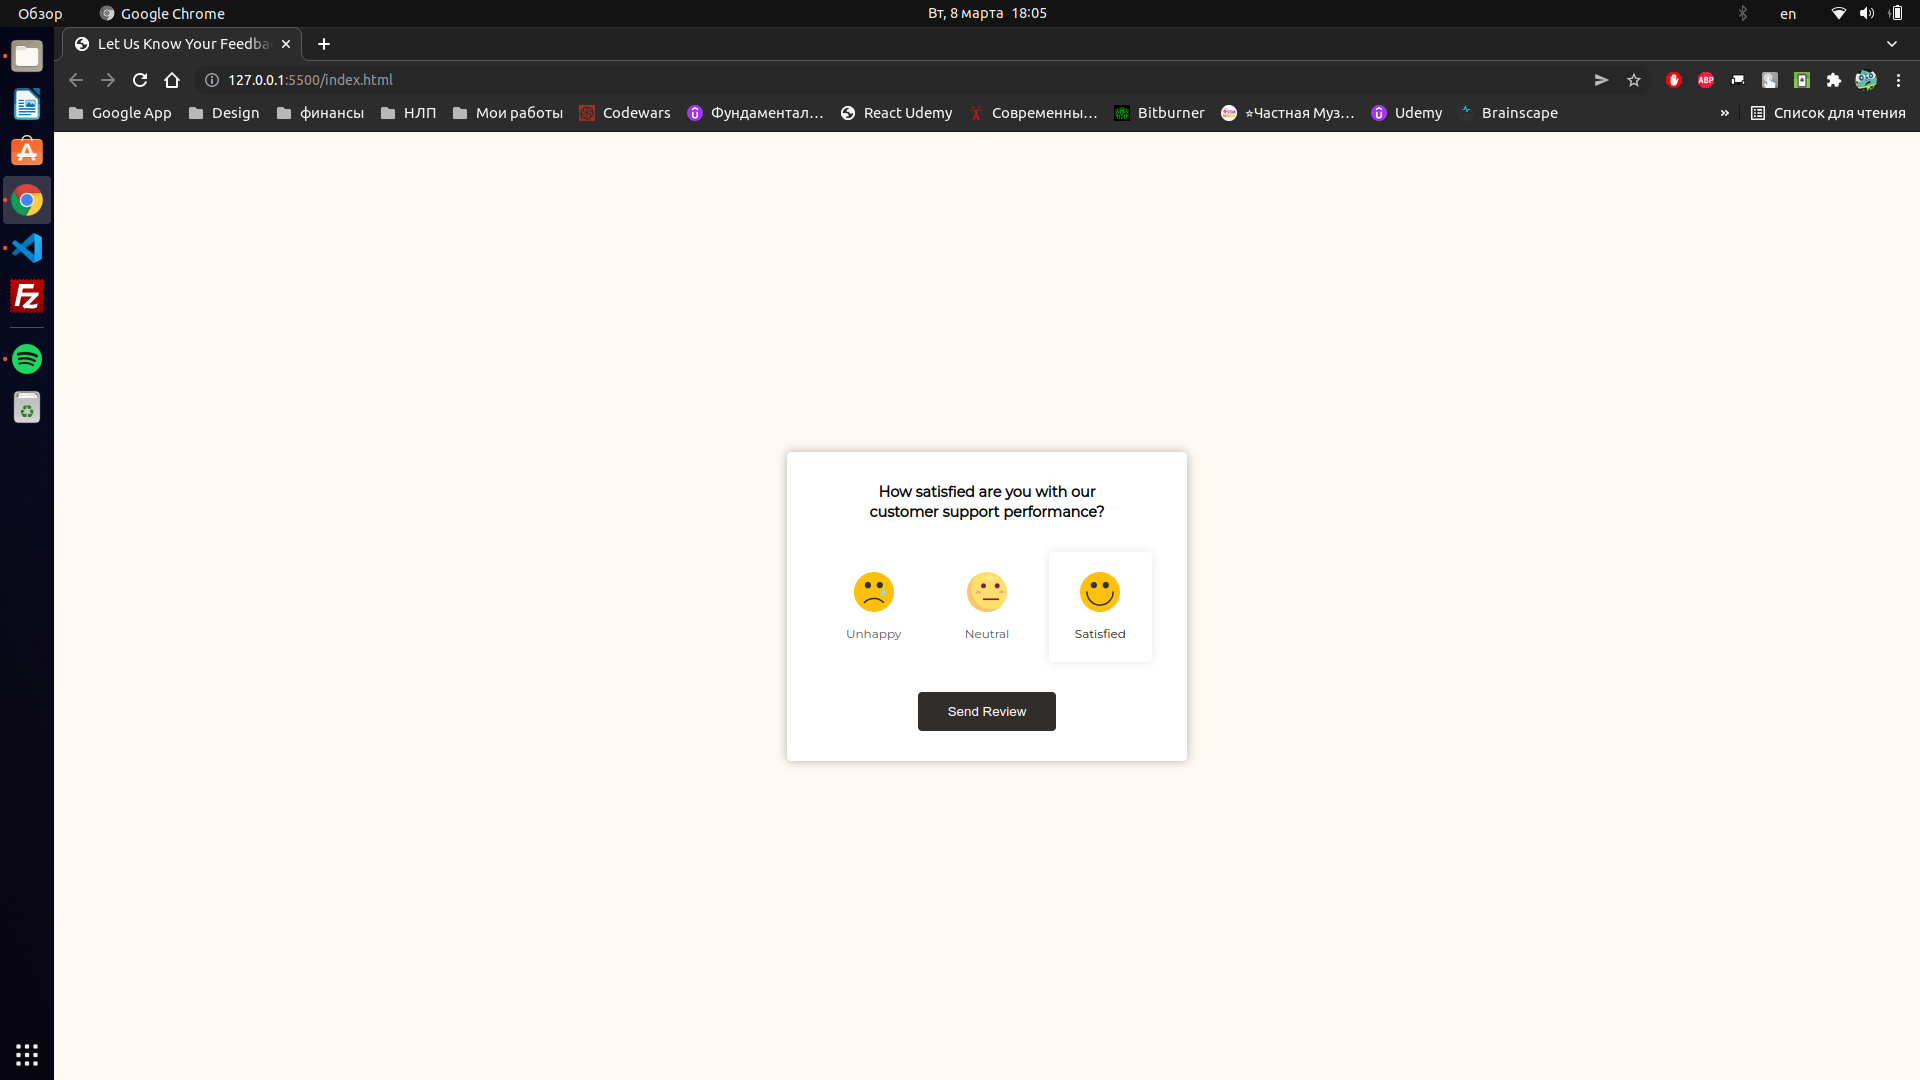 Обзор Google Chrome Вт, 8 марта 18:05 en
Let Us Know Your Feedba
127.0.0.1:5500/index.html
ABP
Google App Design финансы НЛП Мои работы Codewars Фундаментал... React Udemy Современны... Bitburner ⭐Частная Муз... Udemy Brainscape » Список для чтения
FZ
How satisfied are you with our
customer support performance?
Unhappy Neutral Satisfied
Send Review